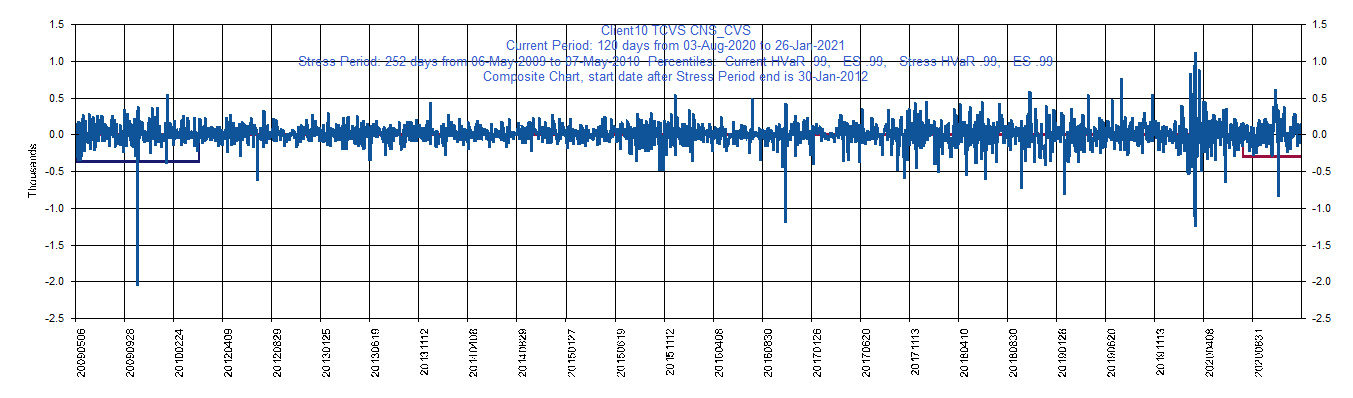 Client10 TCVS CNS_CVS
Current Period: 120 days from 03-Aug-2020 to 26-Jan-2021
Stress Period: 252 days from 06-May-2009 to 07-May-2010 Percentiles: Current HVaR .99, ES .99, Stress HVaR .99, ES .99
Composite Chart, start date after Stress Period end is 30-Jan-2012
1.5 1.5
1.0 1.0
0.5 0.5
0.0 0.0
-0.5 -0.5
-1.0 -1.0
-1.5 -1.5
-2.0 -2.0
-2.5 -2.5
Thousands
20090506 20090928 20100224 20120409 20120829 20130125 20130619 20131112 20140408 20140829 20150127 20150619 20151112 20160408 20160830 20170126 20170620 20171113 20180410 20180830 20190128 20190620 20191113 20200408 20200831